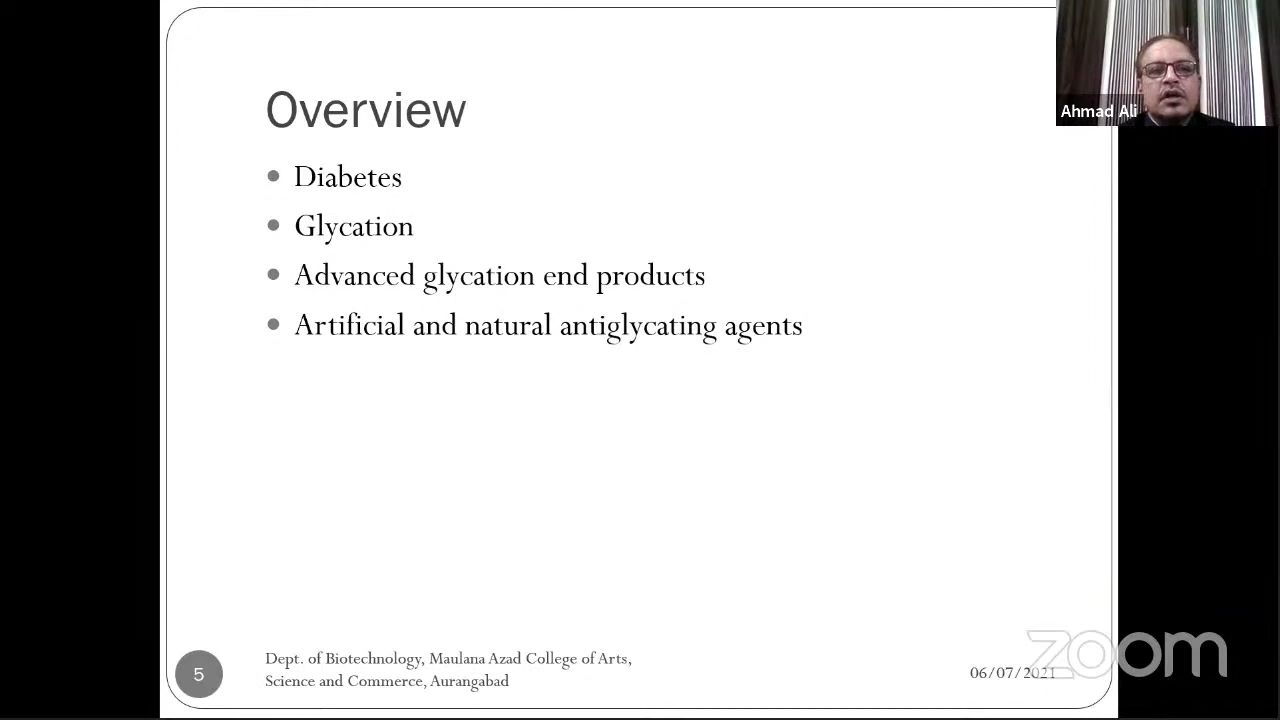 Overview
Diabetes
Glycation
Advanced glycation end products
Artificial and natural antiglycating agents
Ahmad Ali
5
Dept. of Biotechnology, Maulana Azad College of Arts,
Science and Commerce, Aurangabad
06/07/2021
zoom